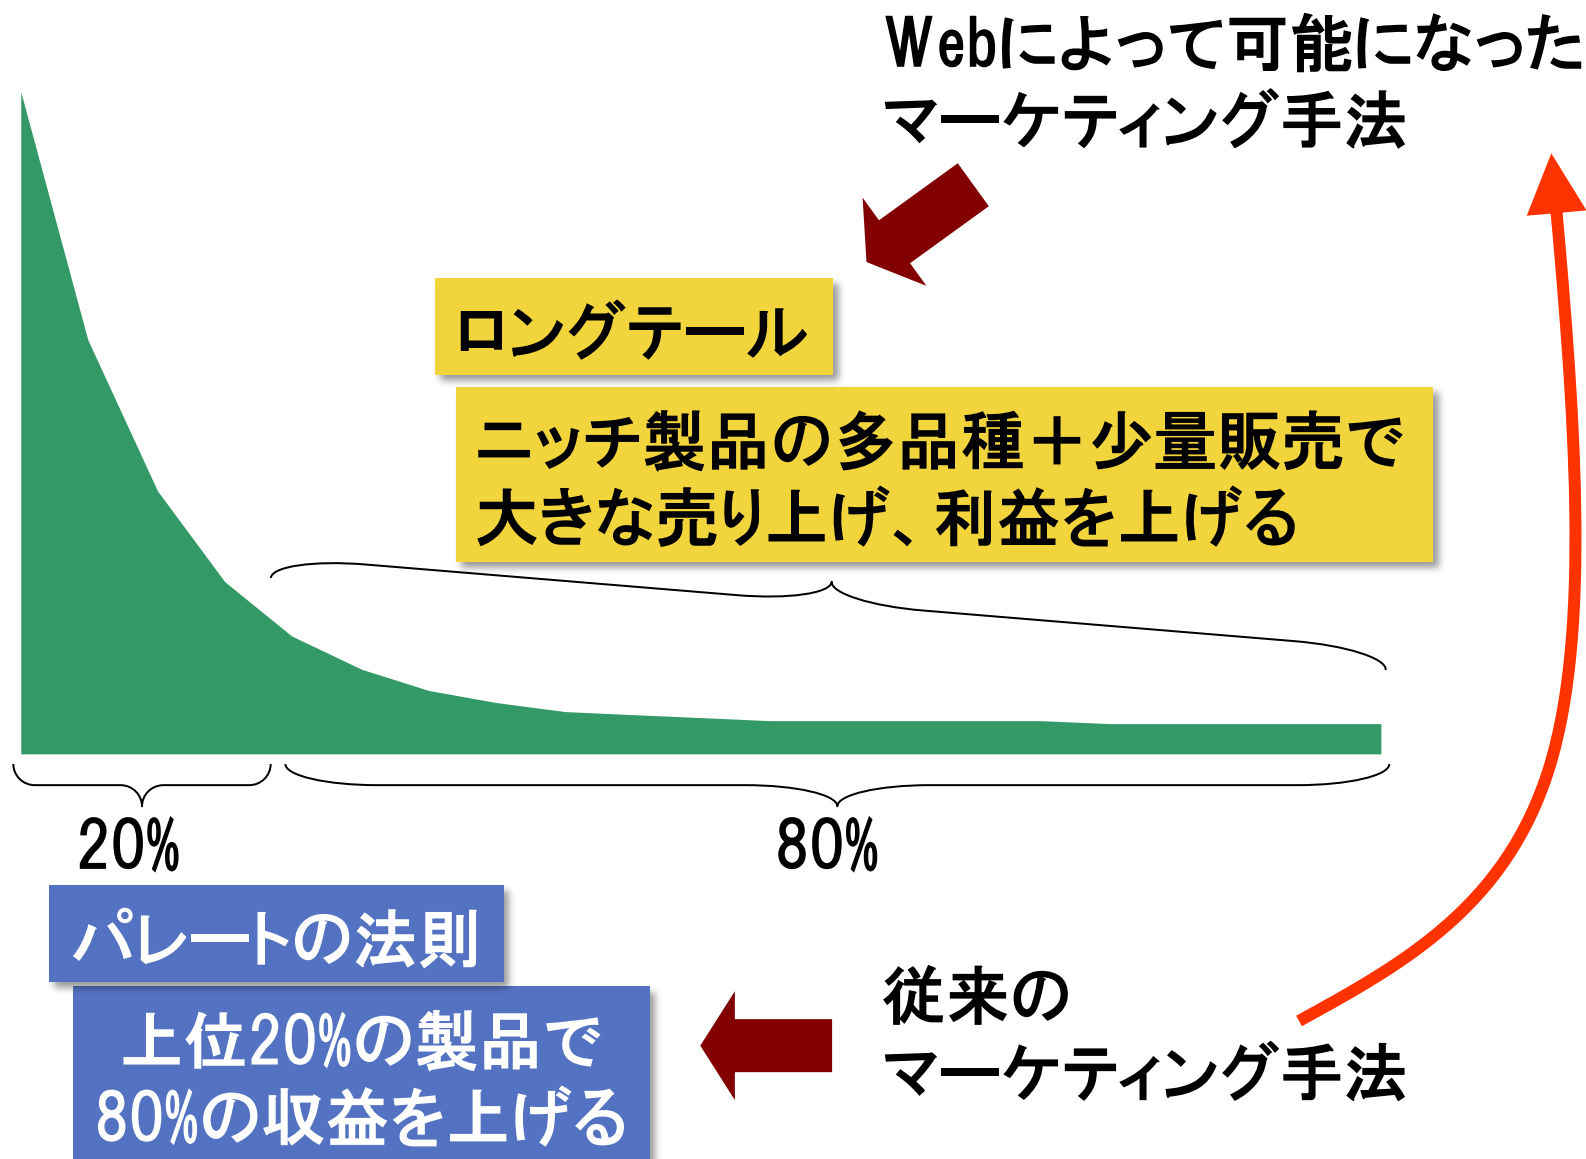 Webによって可能になった
マーケティング手法
ロングテール
ニッチ製品の多品種＋少量販売で
大きな売り上げ、利益を上げる
20%
80%
パレートの法則
上位20%の製品で
80%の収益を上げる
従来の
マーケティング手法